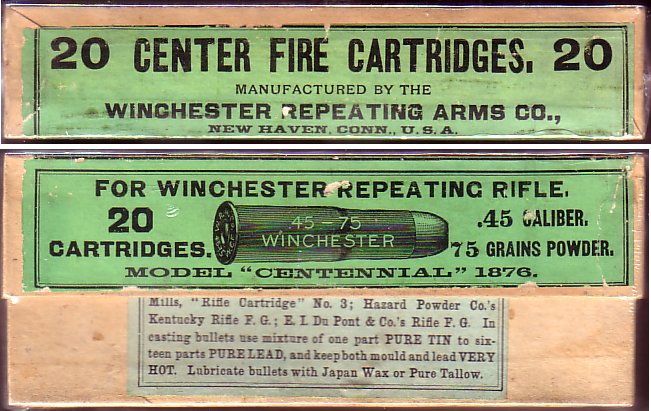 20 CENTER FIRE CARTRIDGES. 20
MANUFACTURED BY THE
WINCHESTER REPEATING ARMS CO.,
NEW HAVEN, CONN., U.S.A.
FOR WINCHESTER REPEATING RIFLE.
20
CARTRIDGES.
45-75
WINCHESTER
.45 CALIBER.
75 GRAINS POWDER.
MODEL "CENTENNIAL" 1876.
Mills, "Rifle Cartridge" No. 3; Hazard Powder Co.'s
Kentucky Rifle F. G.; E. I. Du Pont & Co.'s Rifle F. G. In
casting bullets use mixture of one part PURE TIN to six-
teen parts PURE LEAD, and keep both mould and lead VERY
HOT. Lubricate bullets with Japan Wax or Pure Tallow.